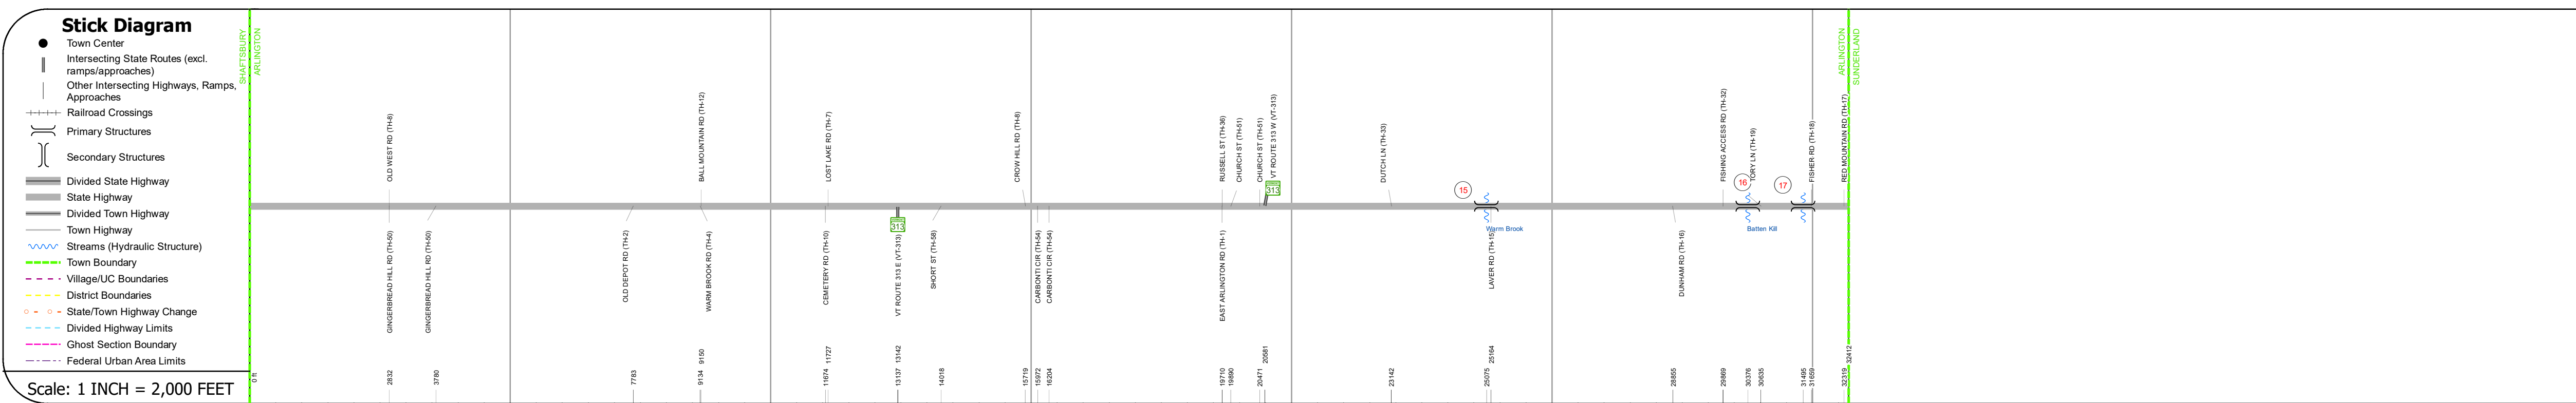 Stick Diagram
Town Center
Intersecting State Routes (excl.
ramps/approaches)
Other Intersecting Highways, Ramps,
Approaches
Railroad Crossings
Primary Structures
Secondary Structures
Divided State Highway
State Highway
Divided Town Highway
Town Highway
Streams (Hydraulic Structure)
Town Boundary
Village/UC Boundaries
District Boundaries
State/Town Highway Change
Divided Highway Limits
Ghost Section Boundary
Federal Urban Area Limits
Scale: 1 INCH = 2,000 FEET
SHAFTSBURY
ARLINGTON
OLD WEST RD (TH-8)
BALL MOUNTAIN RD (TH-12)
LOST LAKE RD (TH-7)
CROW HILL RD (TH-8)
RUSSELL ST (TH-36)
CHURCH ST (TH-51)
CHURCH ST (TH-51)
VT ROUTE 313 W (VT-313)
313
DUTCH LN (TH-33)
15
FISHING ACCESS RD (TH-32)
16
TORY LN (TH-19)
17
FISHER RD (TH-18)
RED MOUNTAIN RD (TH-17)
ARLINGTON
SUNDERLAND
GINGERBREAD HILL RD (TH-50)
GINGERBREAD HILL RD (TH-50)
OLD DEPOT RD (TH-2)
WARM BROOK RD (TH-4)
CEMETERY RD (TH-10)
313
VT ROUTE 313 E (VT-313)
SHORT ST (TH-58)
CARBONTI CIR (TH-54)
CARBONTI CIR (TH-54)
EAST ARLINGTON RD (TH-1)
Warm Brook
LAVER RD (TH-15)
DUNHAM RD (TH-16)
Batten Kill
0 ft
2832
3780
7783
9134
9150
11674
11727
13137
13142
14018
15719
15972
16204
19710
19890
20471
20581
23142
25075
25164
28855
29869
30376
30635
31495
31659
32319
32412